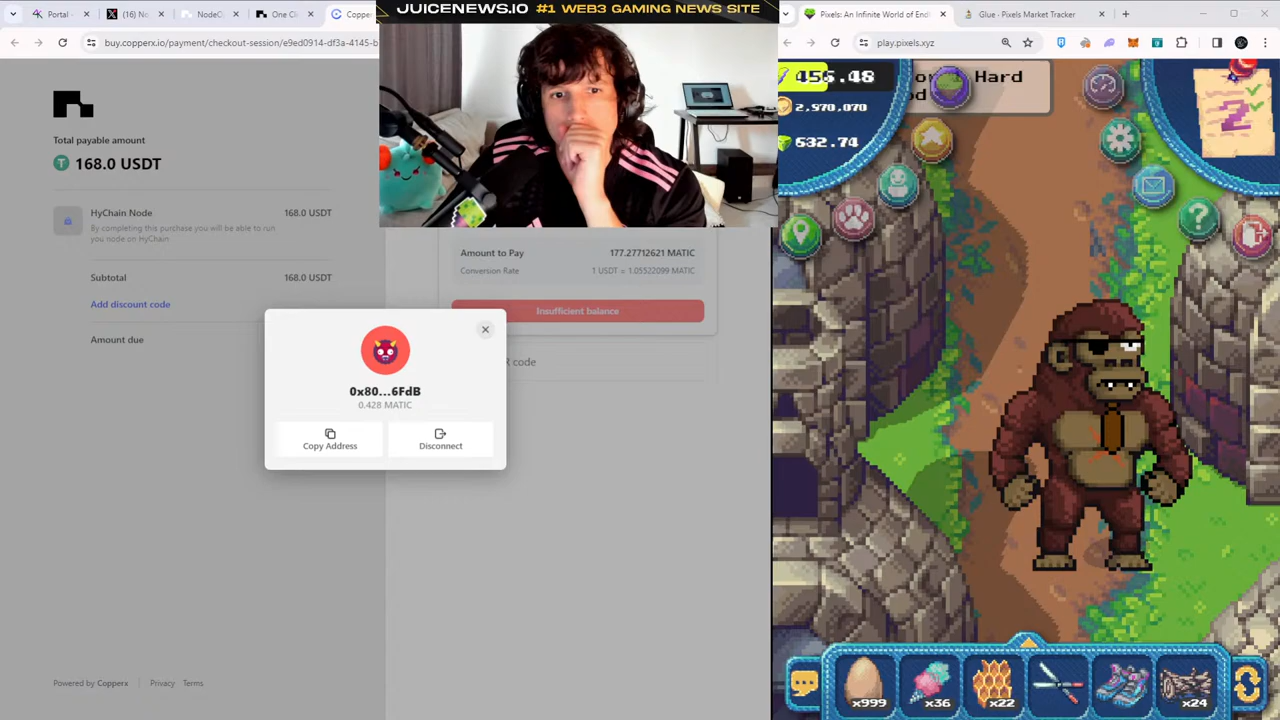 NodeCh
NodeC
Copper
buy.copperx.io/payment/checkout-session/e9ed0914-df3a-4145-b
Total payable amount
168.0 USDT
HyChain Node
168.0 USDT
By completing this purchase you will be able to run
you node on HyChain
Subtotal
168.0 USDT
Add discount code
Amount due
Powered by Copperx
Privacy
Terms
JUICENEWS.IO #1 WEB3 GAMING NEWS SITE
Amount to Pay
177.27712621 MATIC
Conversion Rate
1 USDT = 1.05522099 MATIC
Insufficient balance
R code
0x80...6FdB
0.428 MATIC
Copy Address
Disconnect
Pixels: An Infinite World of End
Glue - Pixels Market Tracker
play.pixels.xyz
456.48
2,970,070
632.74
Hard
od
2
x999
x36
x22
x24